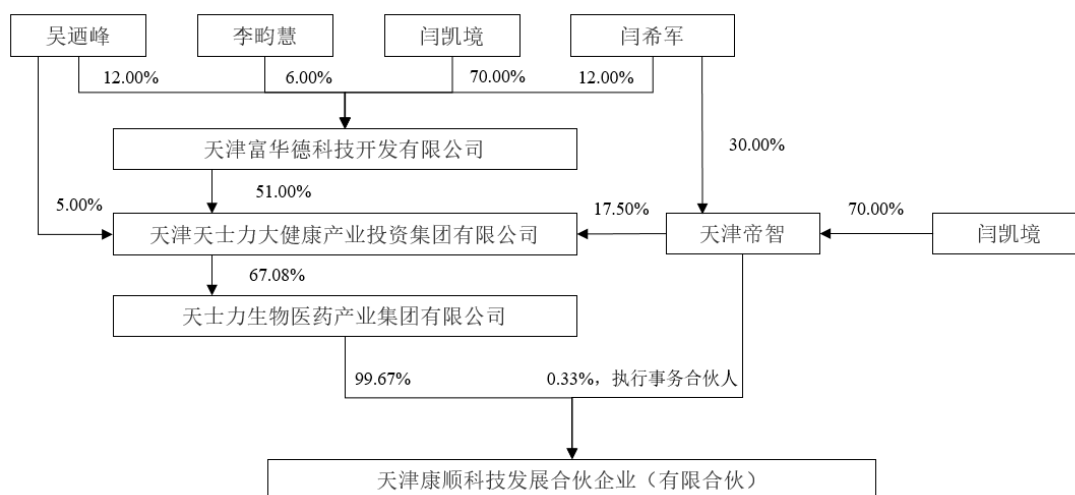 吴迺峰
李畇慧
闫凯境
闫希军
12.00%
6.00%
70.00%
12.00%
天津富华德科技开发有限公司
30.00%
51.00%
5.00%
17.50%
70.00%
天津天士力大健康产业投资集团有限公司
天津帝智
闫凯境
67.08%
天士力生物医药产业集团有限公司
99.67%
0.33%，执行事务合伙人
天津康顺科技发展合伙企业（有限合伙）